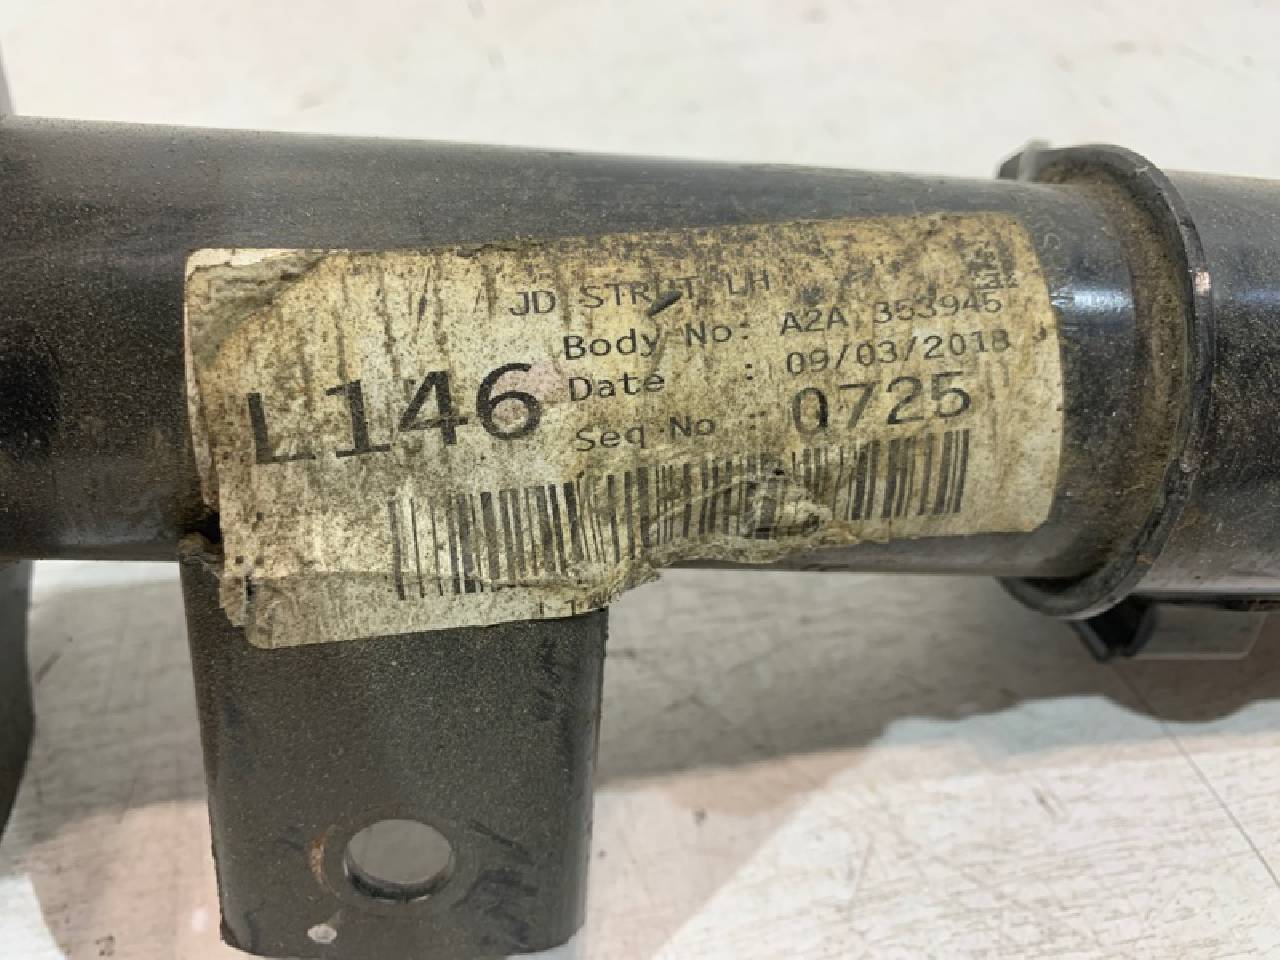 JD STRUT LH
Body No: A2A 353945
L146
Date : 09/03/2018
Seq No : 0725